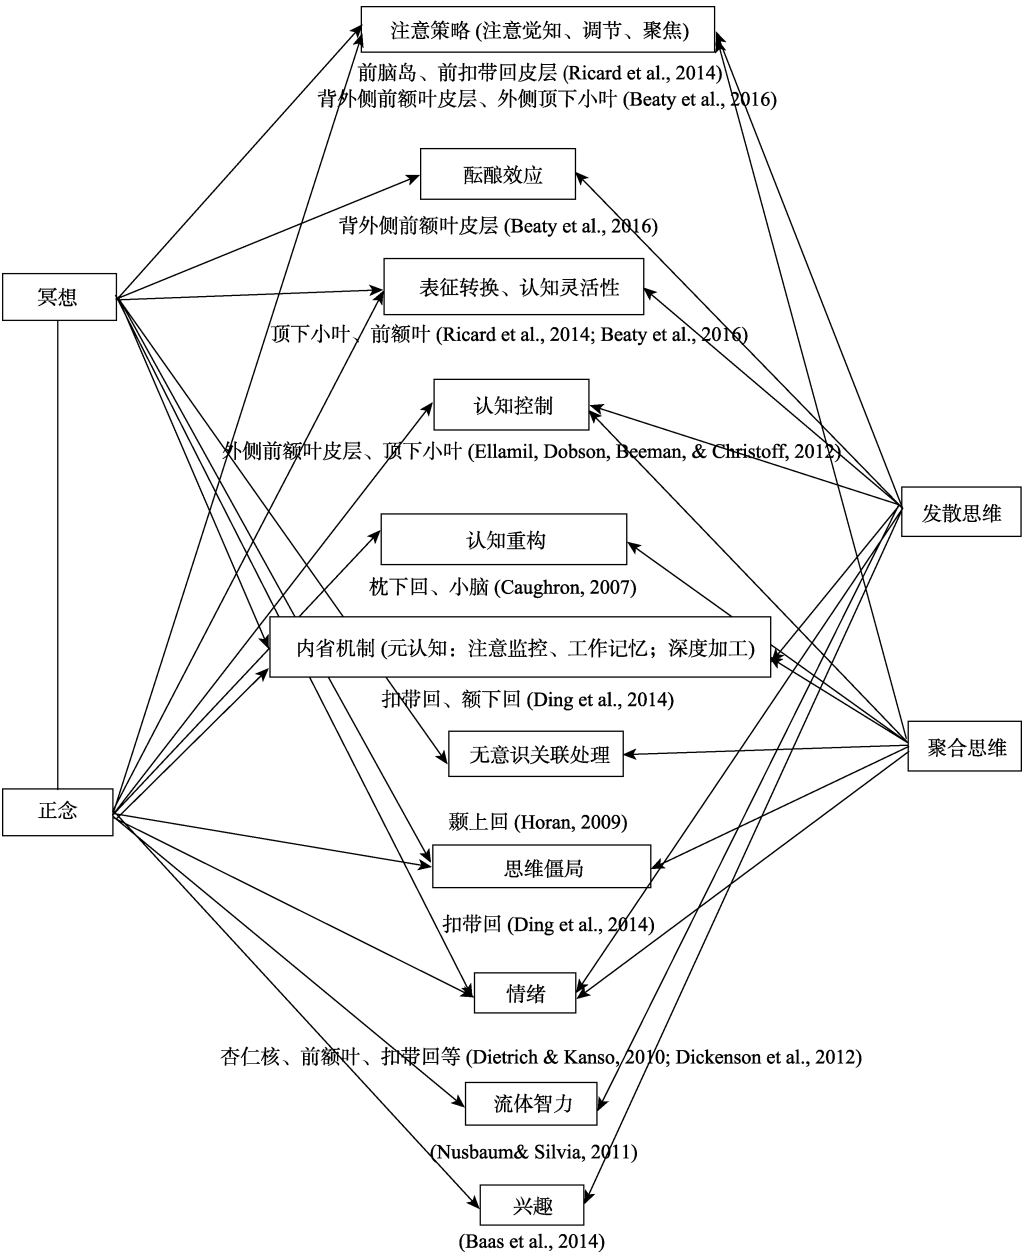 注意策略 (注意觉知、调节、聚焦)
前脑岛、前扣带回皮层 (Ricard et al., 2014)
背外侧前额叶皮层、外侧顶下小叶 (Beaty et al., 2016)
酝酿效应
背外侧前额叶皮层 (Beaty et al., 2016)
冥想
表征转换、认知灵活性
顶下小叶、前额叶 (Ricard et al., 2014; Beaty et al., 2016)
认知控制
外侧前额叶皮层、顶下小叶 (Ellamil, Dobson, Beeman, & Christoff, 2012)
发散思维
认知重构
枕下回、小脑 (Caughron, 2007)
内省机制 (元认知：注意监控、工作记忆；深度加工)
扣带回、额下回 (Ding et al., 2014)
聚合思维
无意识关联处理
正念
颞上回 (Horan, 2009)
思维僵局
扣带回 (Ding et al., 2014)
情绪
杏仁核、前额叶、扣带回等 (Dietrich & Kanso, 2010; Dickenson et al., 2012)
流体智力
(Nusbaum& Silvia, 2011)
兴趣
(Baas et al., 2014)